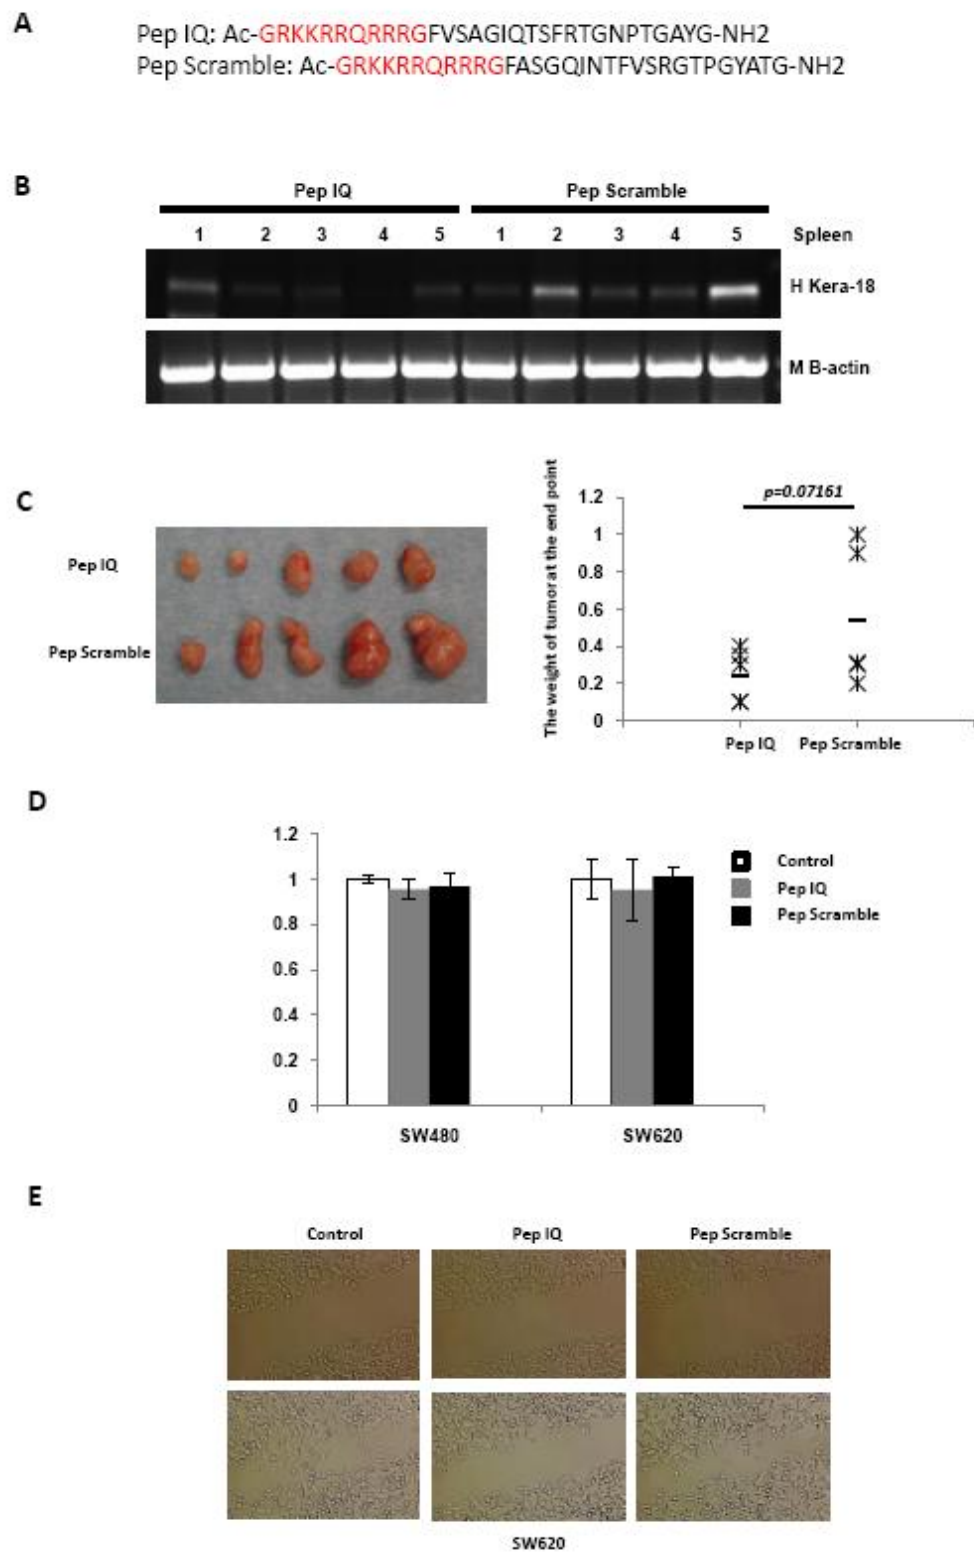 A
Pep IQ: Ac-GRKKRRQRRRGFVSAGIQTSFRTGNPTGAYG-NH2
Pep Scramble: Ac-GRKKRRQRRRGFASGQINTFVSRGTPGYATG-NH2
B
Pep IQ Pep Scramble
1 2 3 4 5 1 2 3 4 5 Spleen
H Kera-18
M B-actin
C
Pep IQ
Pep Scramble
The weight of tumor at the end point
p=0.07161
1.2
1
0.8
0.6
0.4
0.2
0
Pep IQ Pep Scramble
D
1.2
1
0.8
0.6
0.4
0.2
0
SW480 SW620
Control
Pep IQ
Pep Scramble
E
Control Pep IQ Pep Scramble
SW620